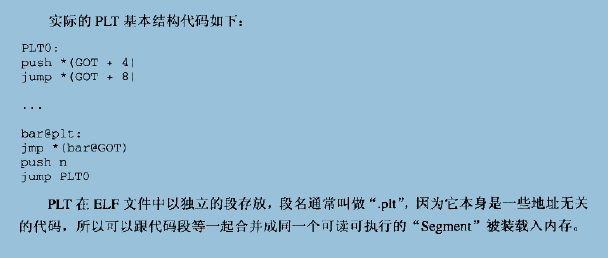 实际的 PLT 基本结构代码如下：
PLT0:
push *(GOT + 4|
jump *(GOT + 8|
...
bar@plt:
jmp *(bar@GOT)
push n
jump PLT0
PLT 在 ELF 文件中以独立的段存放，段名通常叫做“.plt”，因为它本身是一些地址无关
的代码，所以可以跟代码段等一起合并成同一个可读可执行的“Segment”被装载入内存。